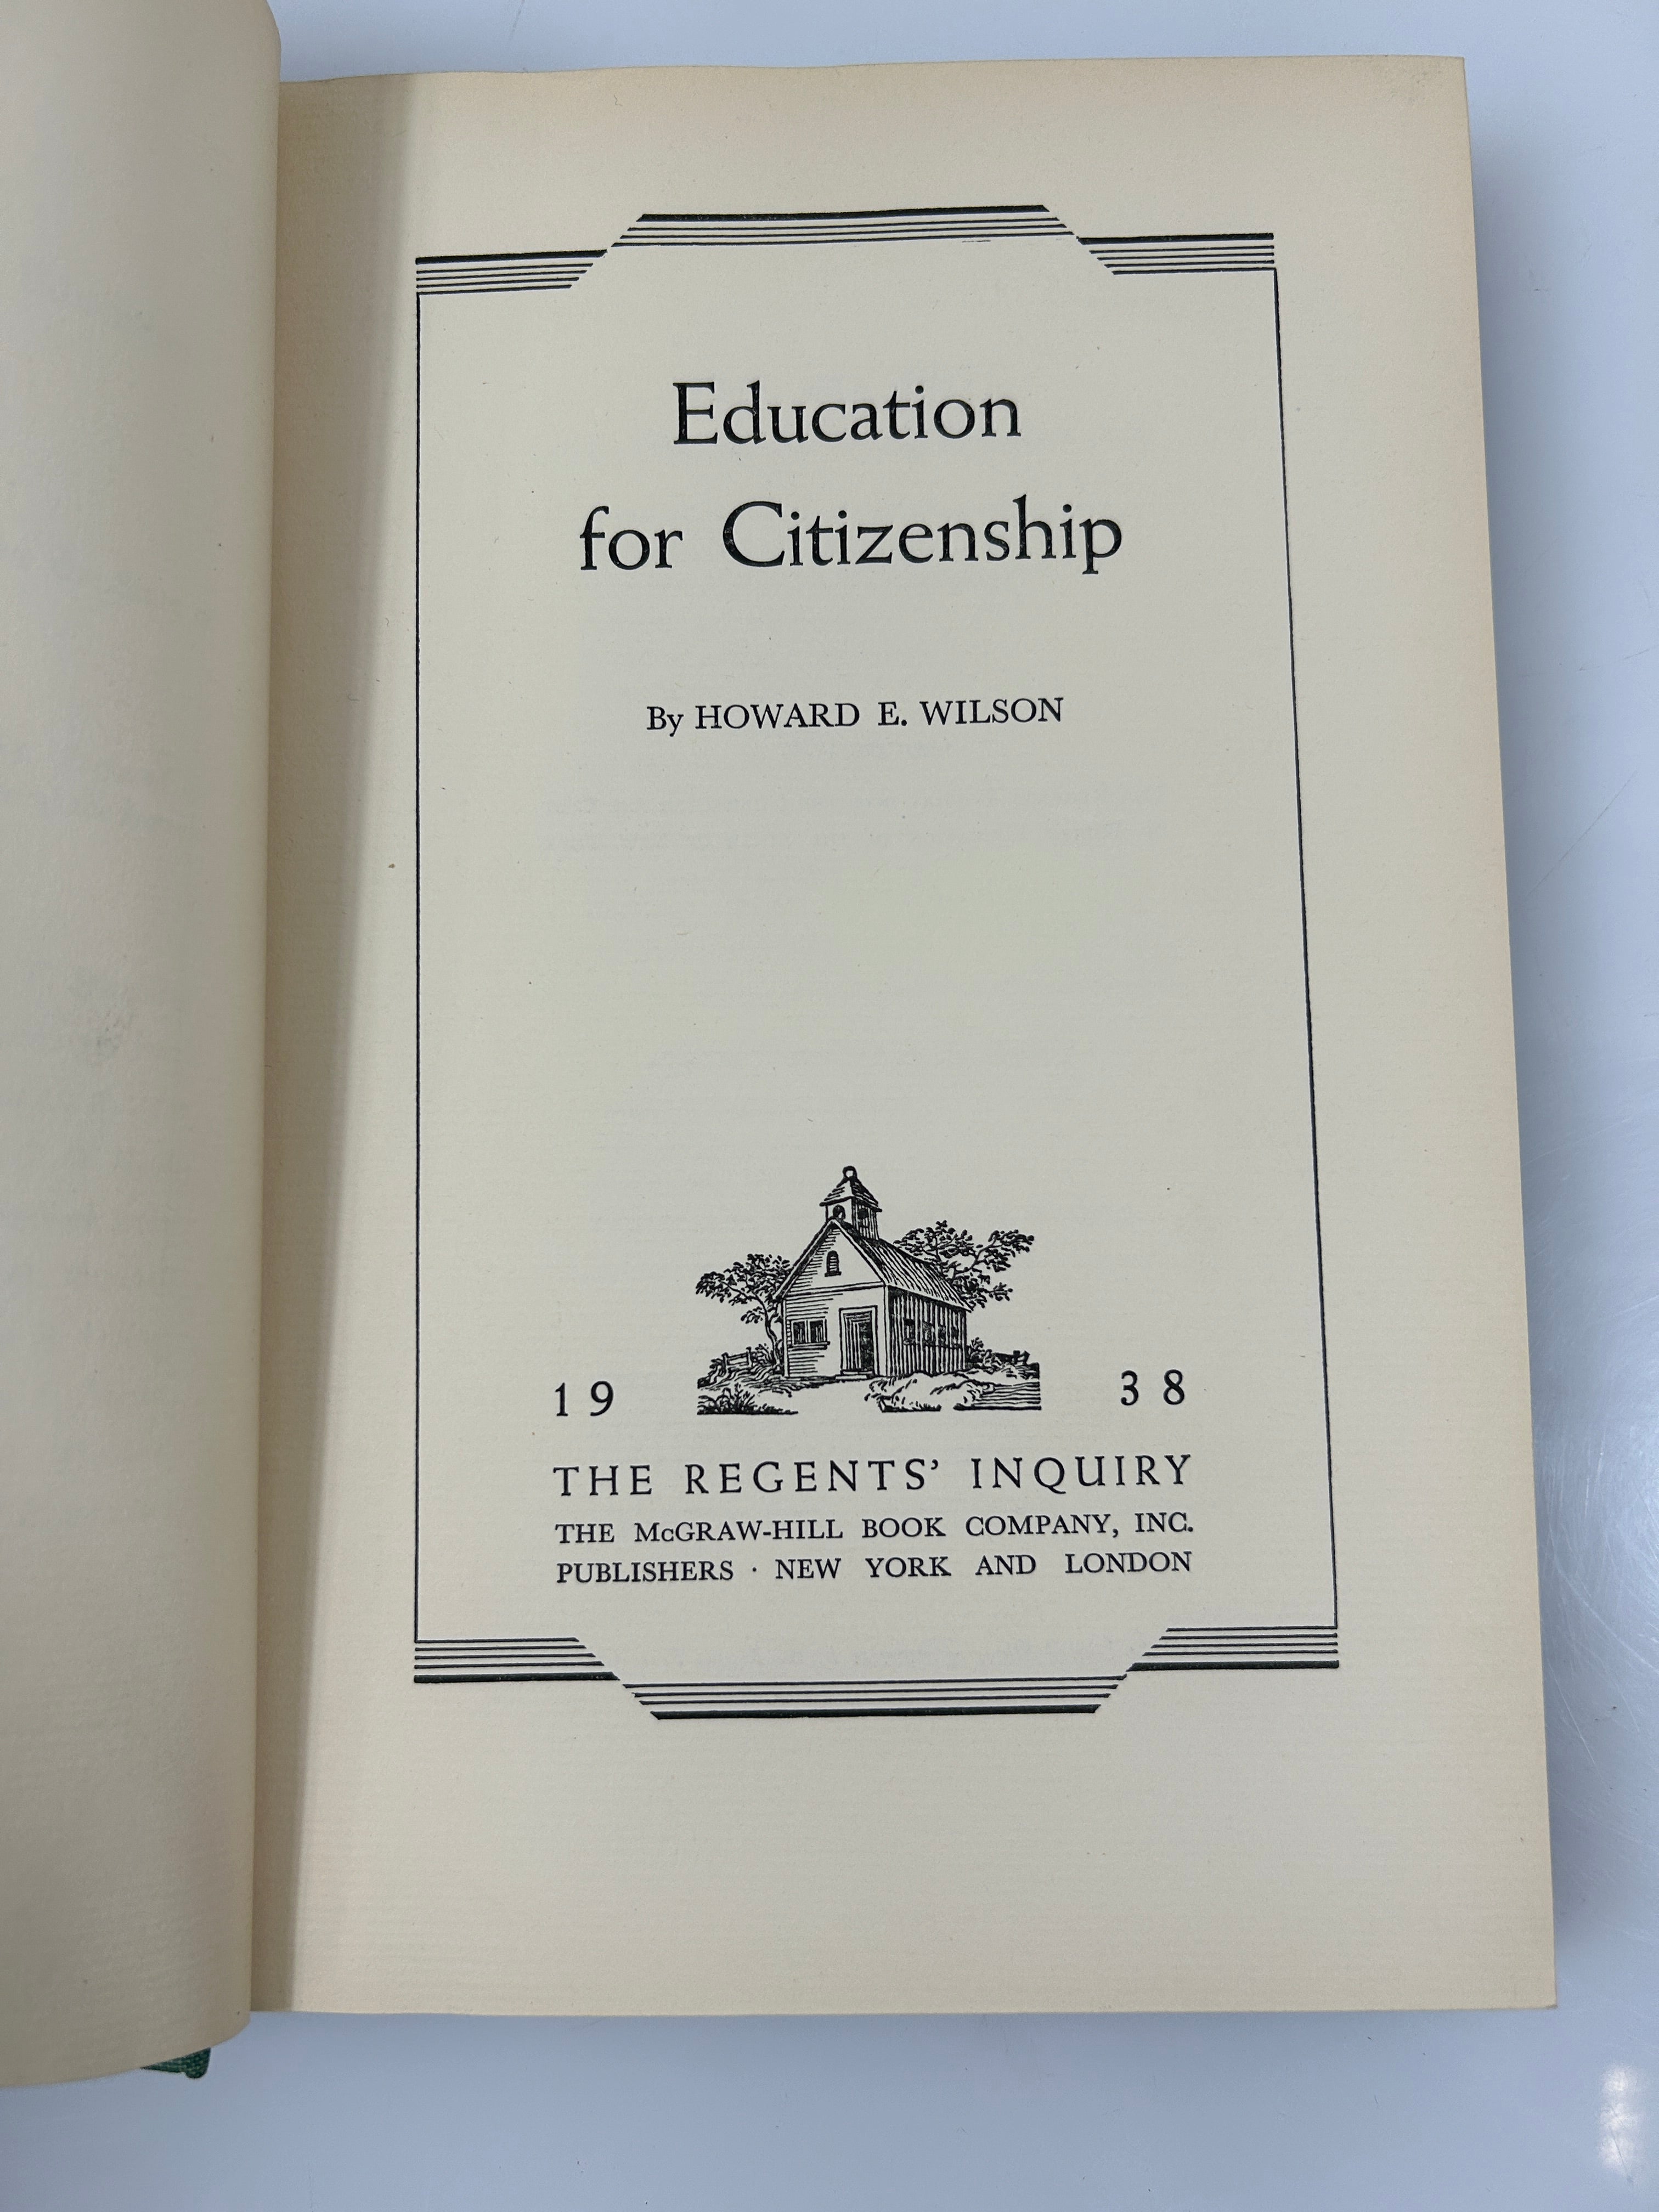 Education
for Citizenship
By HOWARD E. WILSON
19 38
THE REGENTS' INQUIRY
THE McGRAW-HILL BOOK COMPANY, INC.
PUBLISHERS · NEW YORK AND LONDON